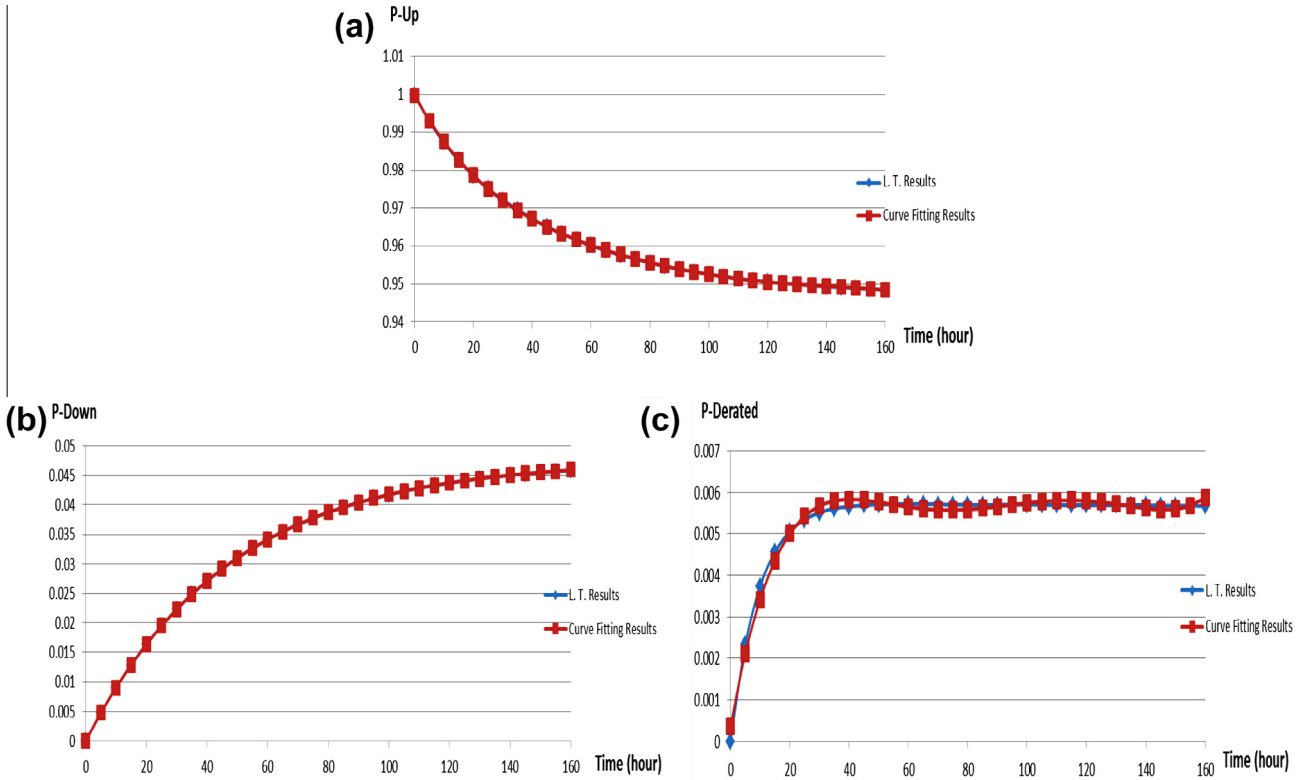 (a)
P-Up
1.01
1
0.99
0.98
0.97
0.96
0.95
0.94
0 20 40 60 80 100 120 140 160
Time (hour)
L. T. Results
Curve Fitting Results
(b)
P-Down
0.05
0.045
0.04
0.035
0.03
0.025
0.02
0.015
0.01
0.005
0
0 20 40 60 80 100 120 140 160
Time (hour)
L. T. Results
Curve Fitting Results
(c)
P-Derated
0.007
0.006
0.005
0.004
0.003
0.002
0.001
0
0 20 40 60 80 100 120 140 160
Time (hour)
L. T. Results
Curve Fitting Results